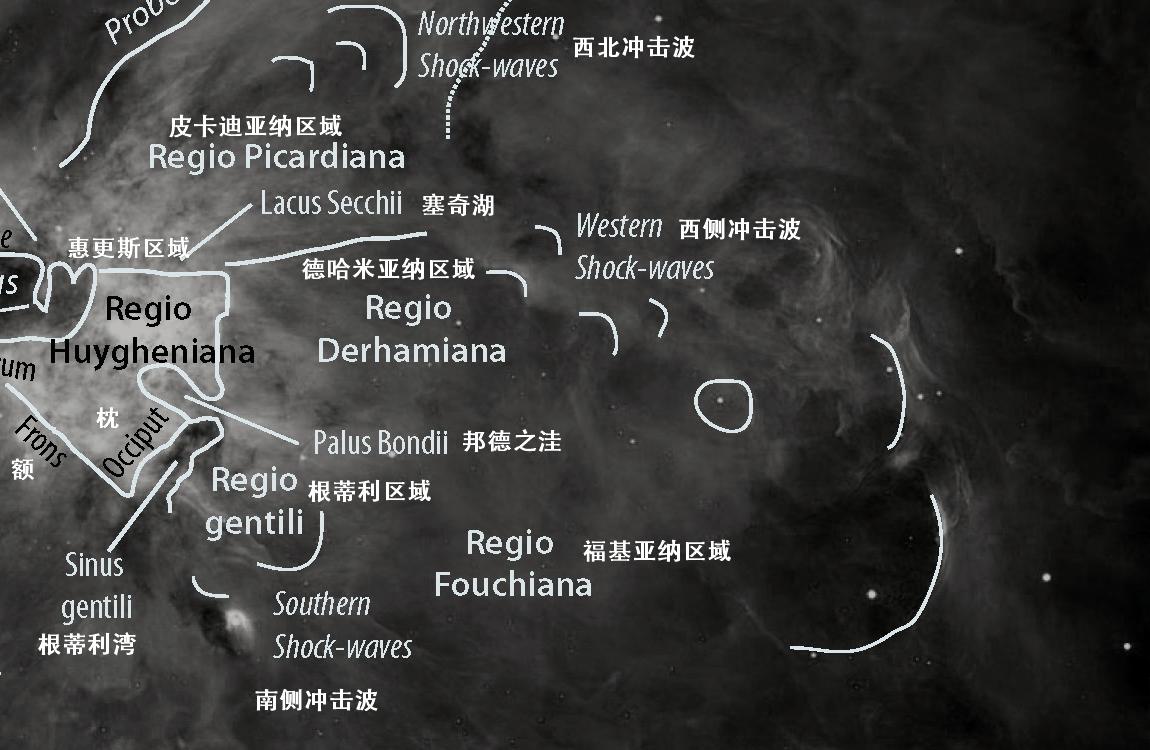 Northwestern
Shock-waves
西北冲击波
皮卡迪亚纳区域
Regio Picardiana
Lacus Secchii 塞奇湖
Western 西侧冲击波
Shock-waves
惠更斯区域
德哈米亚纳区域
Regio
Huygheniana
Regio
Derhamiana
枕
Occiput
Frons
额
Palus Bondii 邦德之洼
Regio
gentili
根蒂利区域
Regio
Fouchiana
福基亚纳区域
Sinus
gentili
根蒂利湾
Southern
Shock-waves
南侧冲击波